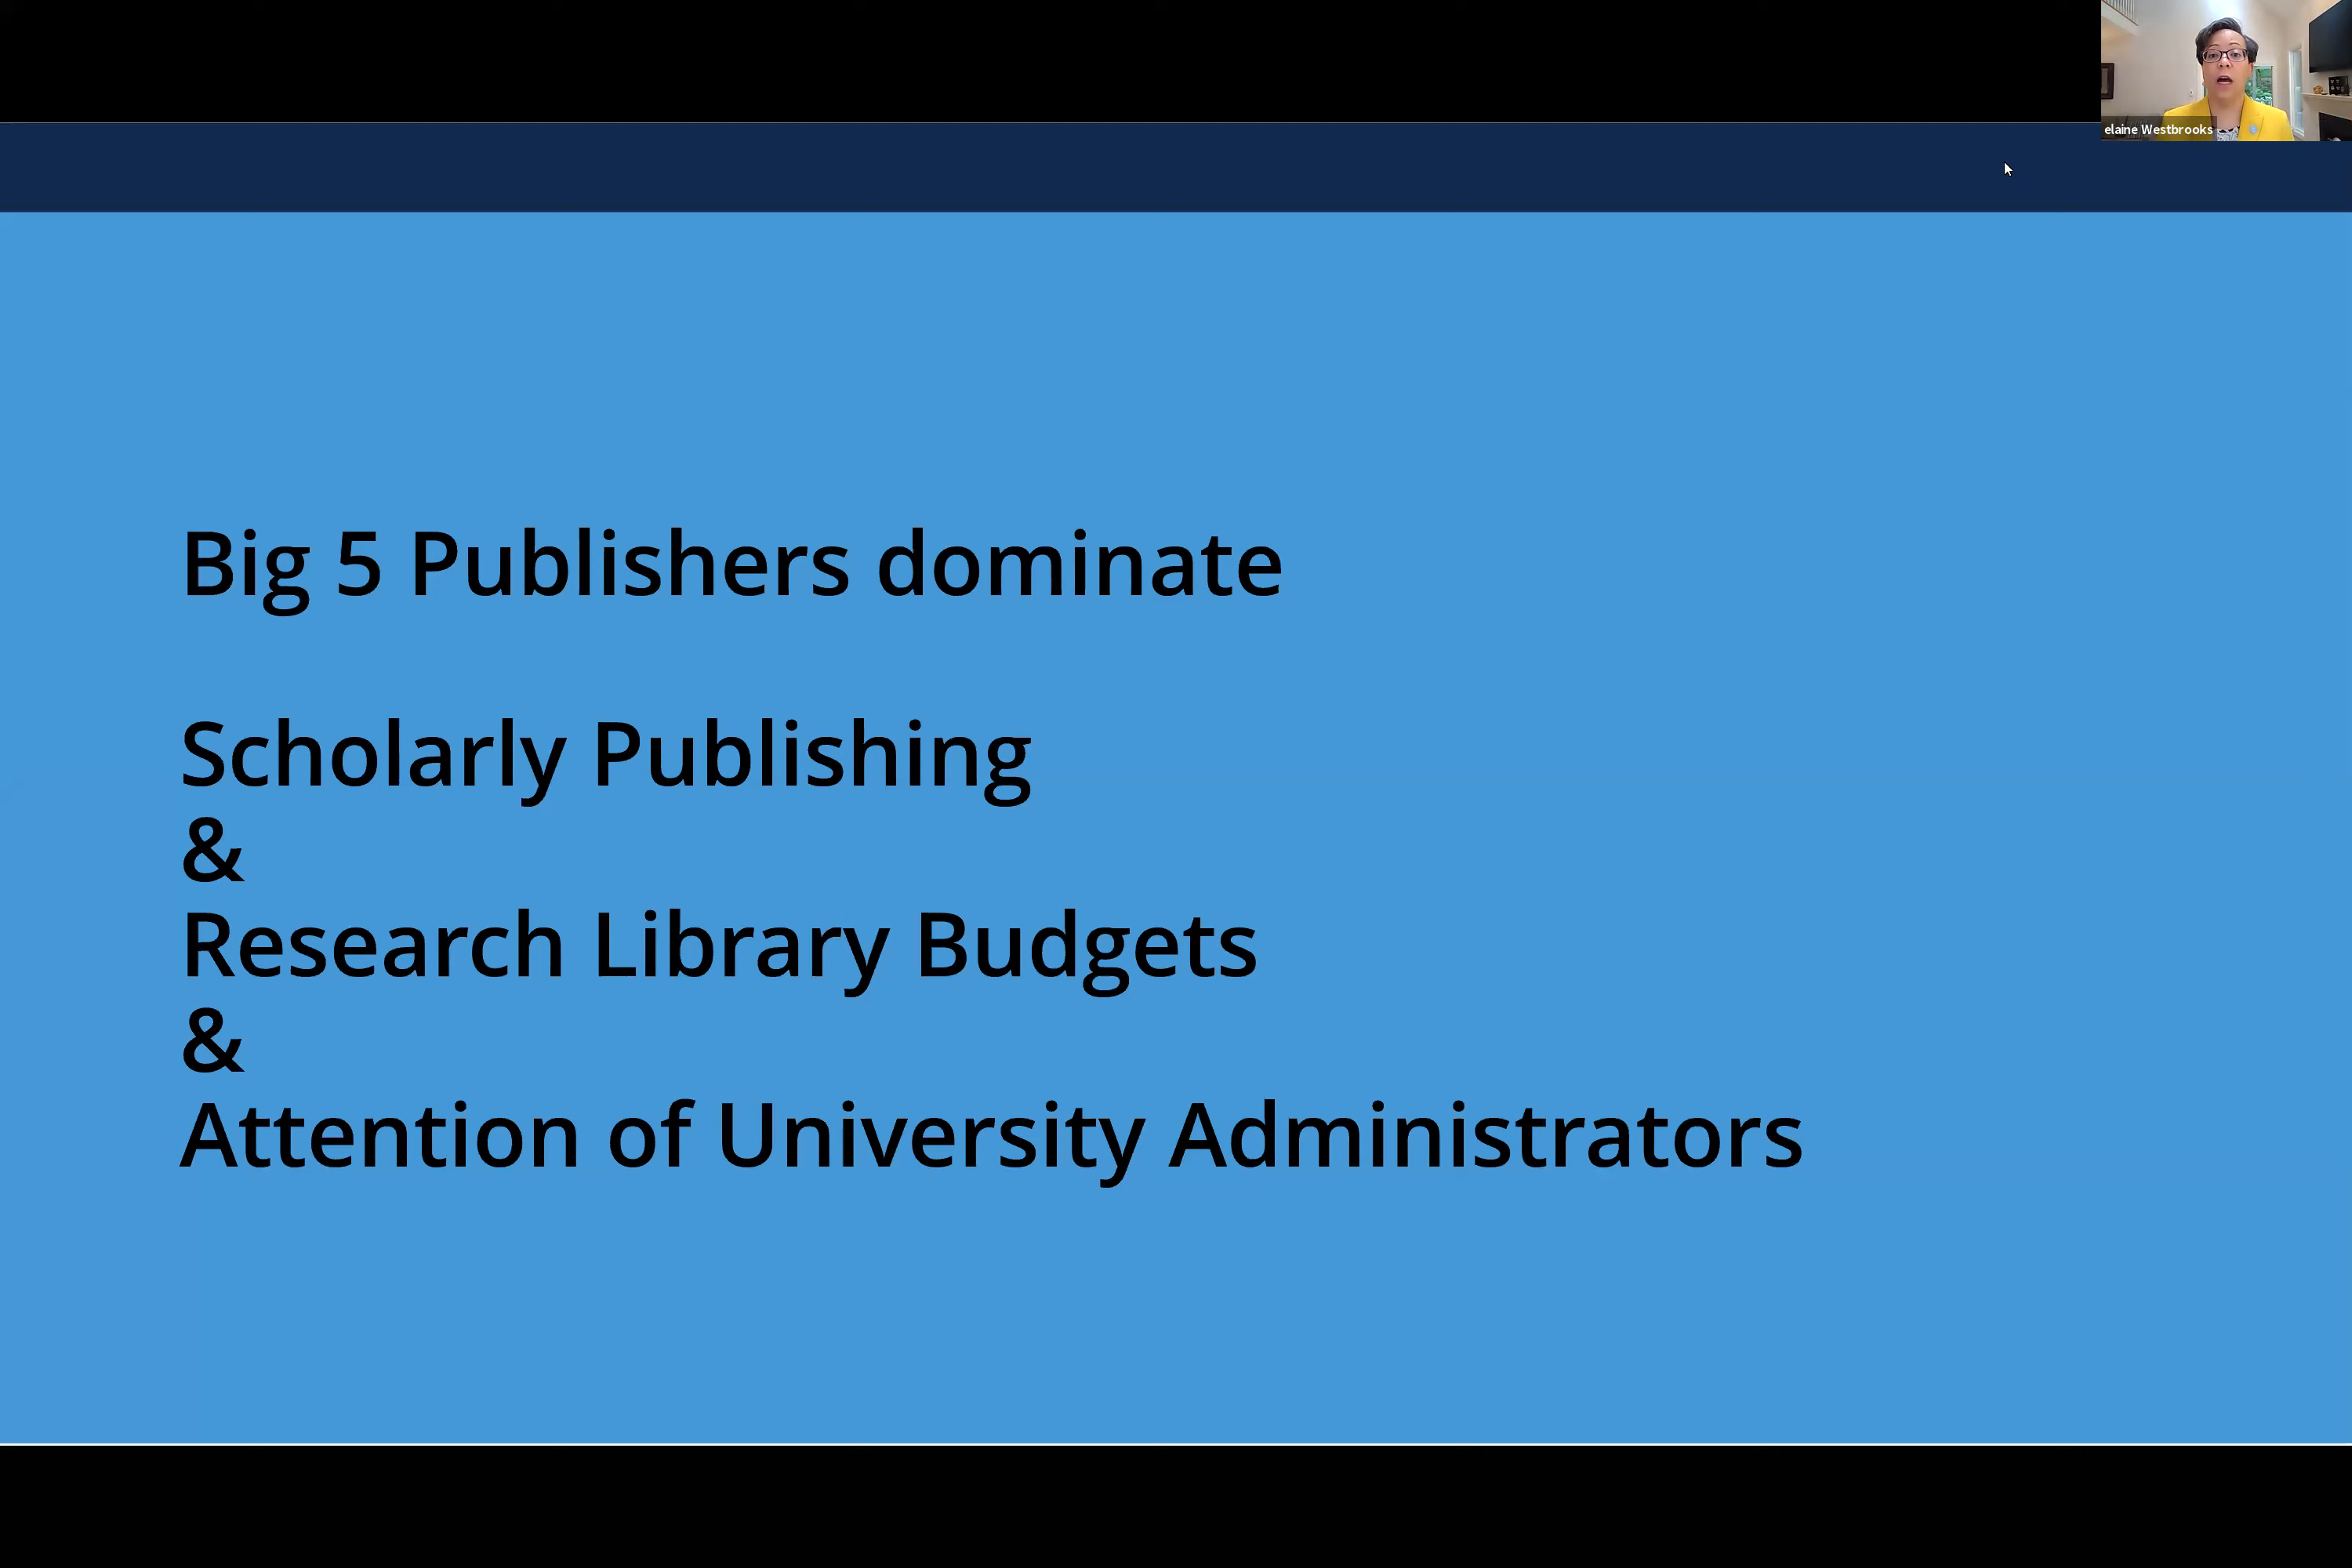 elaine Westbrooks
Big 5 Publishers dominate
Scholarly Publishing
&
Research Library Budgets
&
Attention of University Administrators